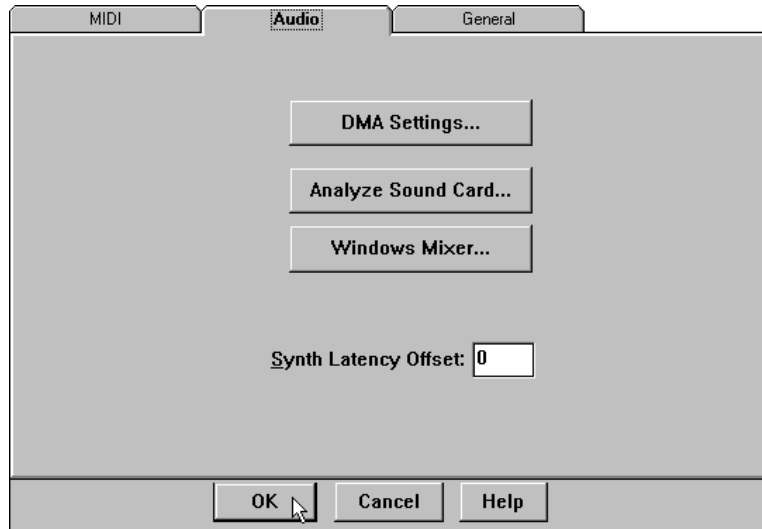 MIDI Audio General
DMA Settings...
Analyze Sound Card...
Windows Mixer...
Synth Latency Offset: 0
OK Cancel Help